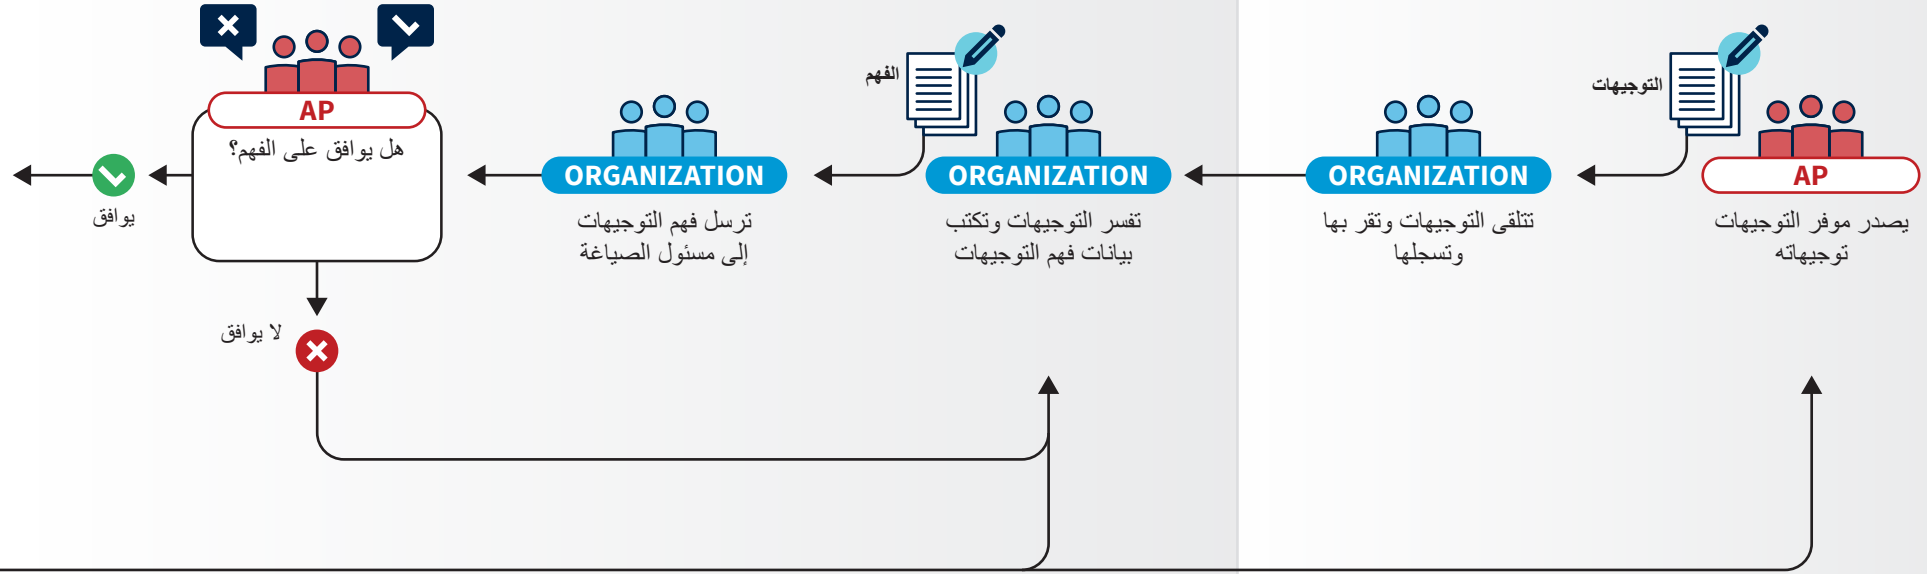 التوجيهات
AP
يصدر موفر التوجيهات
توجيهاته
ORGANIZATION
تتلقى التوجيهات وتقر بها
وتسجلها
الفهم
ORGANIZATION
تفسر التوجيهات وتكتب
بيانات فهم التوجيهات
ORGANIZATION
ترسل فهم التوجيهات
إلى مسئول الصياغة
AP
هل يوافق على الفهم؟
يوافق
لا يوافق